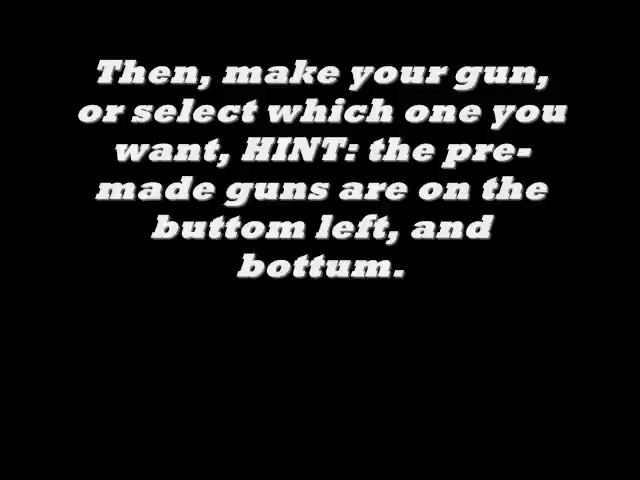 Then, make your gun,
or select which one you
want, HINT: the pre-
made guns are on the
buttom left, and
bottum.